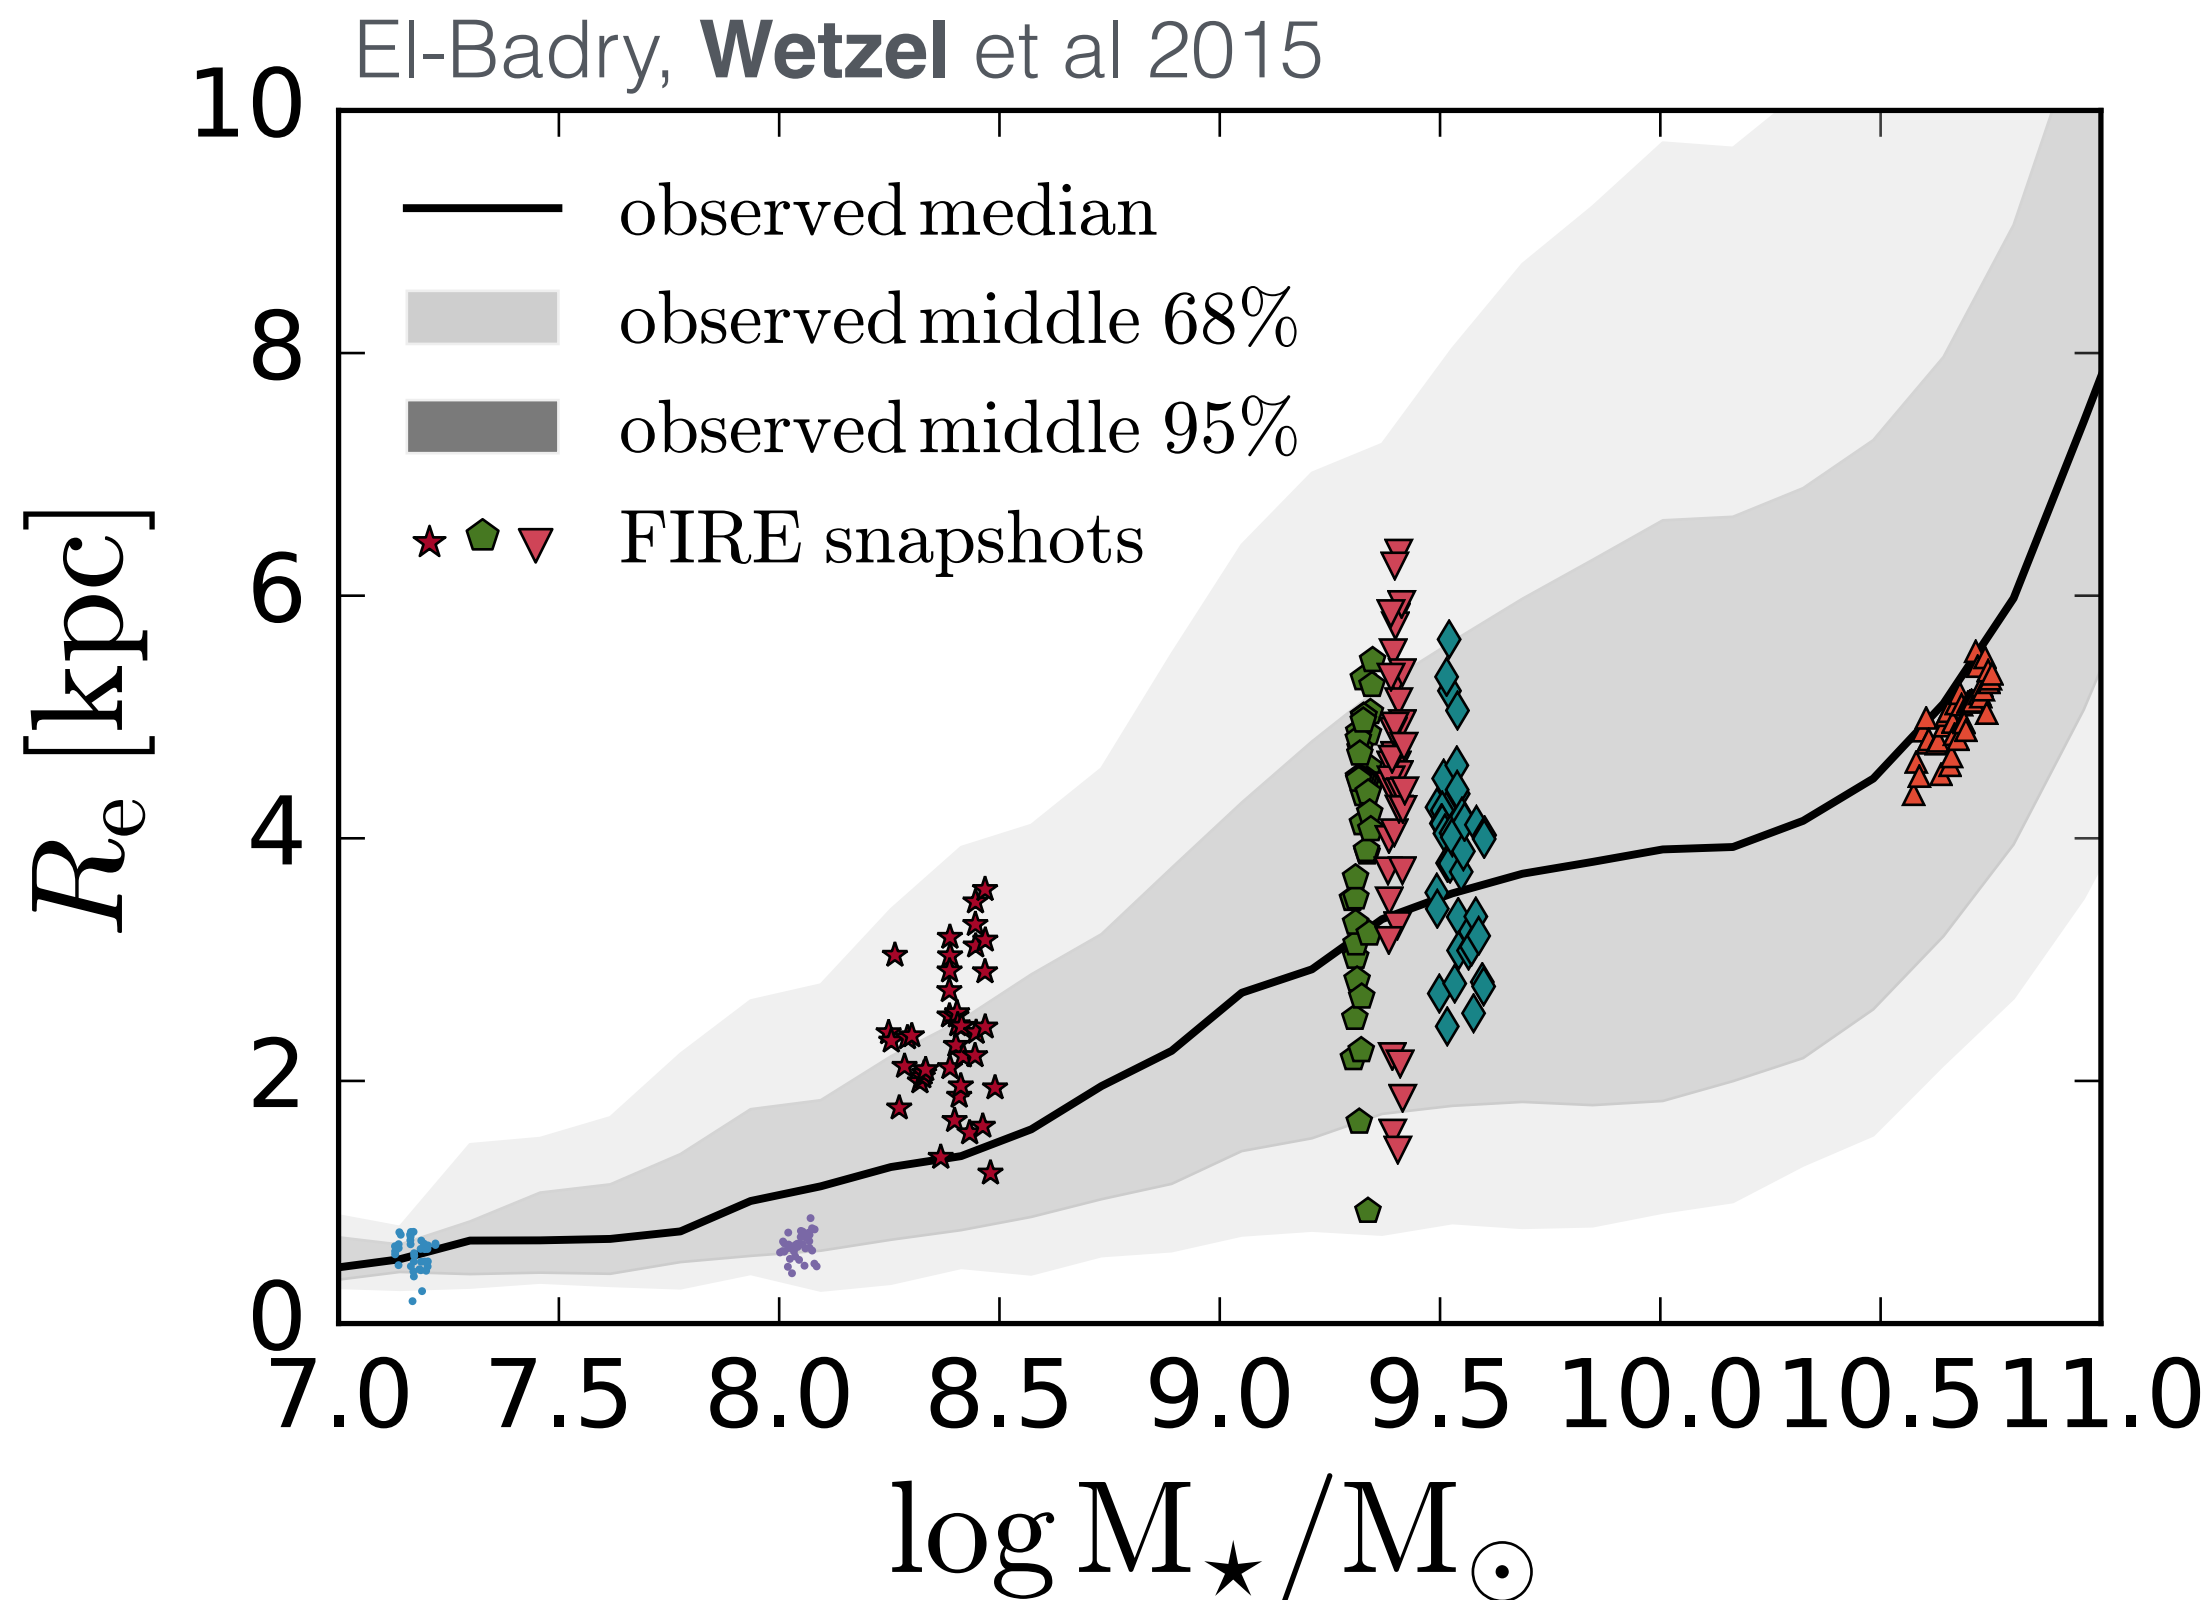 El-Badry, Wetzel et al 2015
10
8
6
4
2
0
R_e [kpc]
observed median
observed middle 68%
observed middle 95%
FIRE snapshots
7.0 7.5 8.0 8.5 9.0 9.5 10.0 10.5 11.0
log M★/M⊙